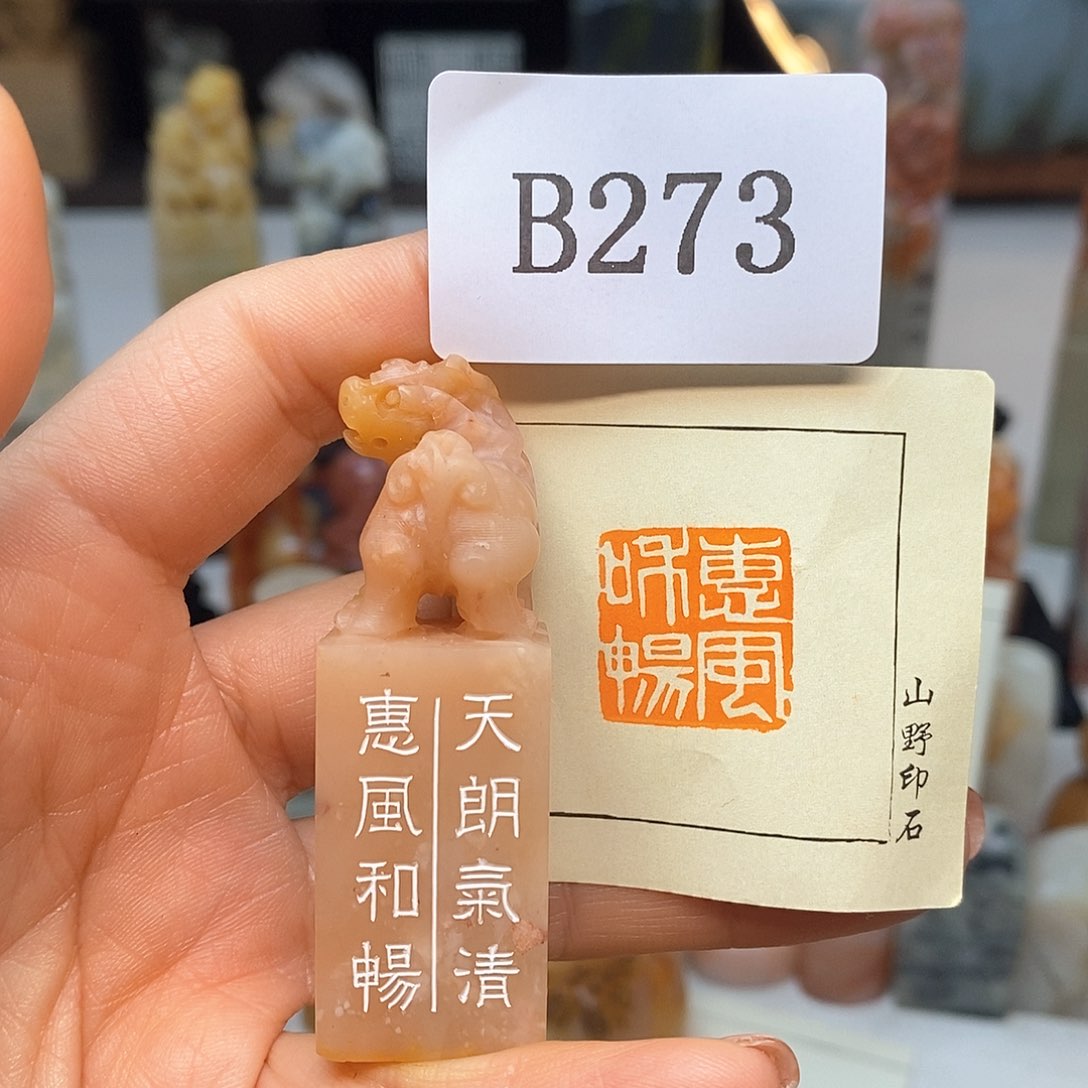 B273
天朗氣清
惠風和暢
惠風
和暢
山野印石